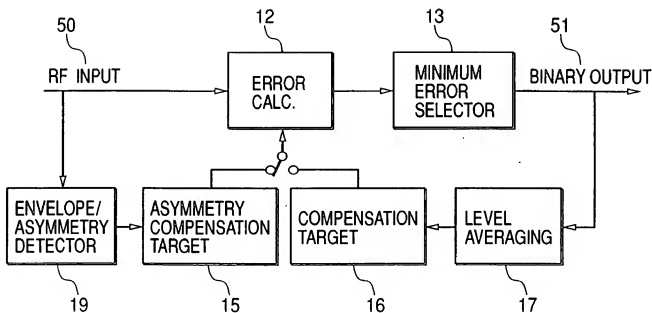 50
12
13
51
RF INPUT
ERROR
CALC.
MINIMUM
ERROR
SELECTOR
BINARY OUTPUT
ENVELOPE/
ASYMMETRY
DETECTOR
ASYMMETRY
COMPENSATION
TARGET
COMPENSATION
TARGET
LEVEL
AVERAGING
19
15
16
17